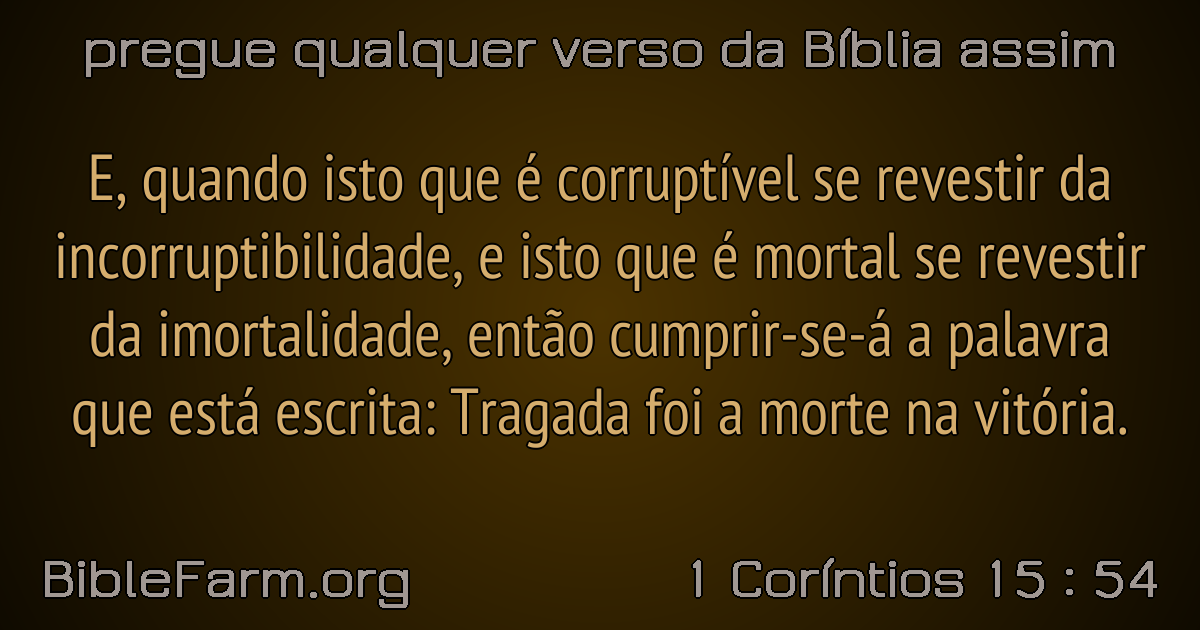 pregue qualquer verso da Bíblia assim
E, quando isto que é corruptível se revestir da
incorruptibilidade, e isto que é mortal se revestir
da imortalidade, então cumprir-se-á a palavra
que está escrita: Tragada foi a morte na vitória.
BibleFarm.org
1 Coríntios 15 : 54